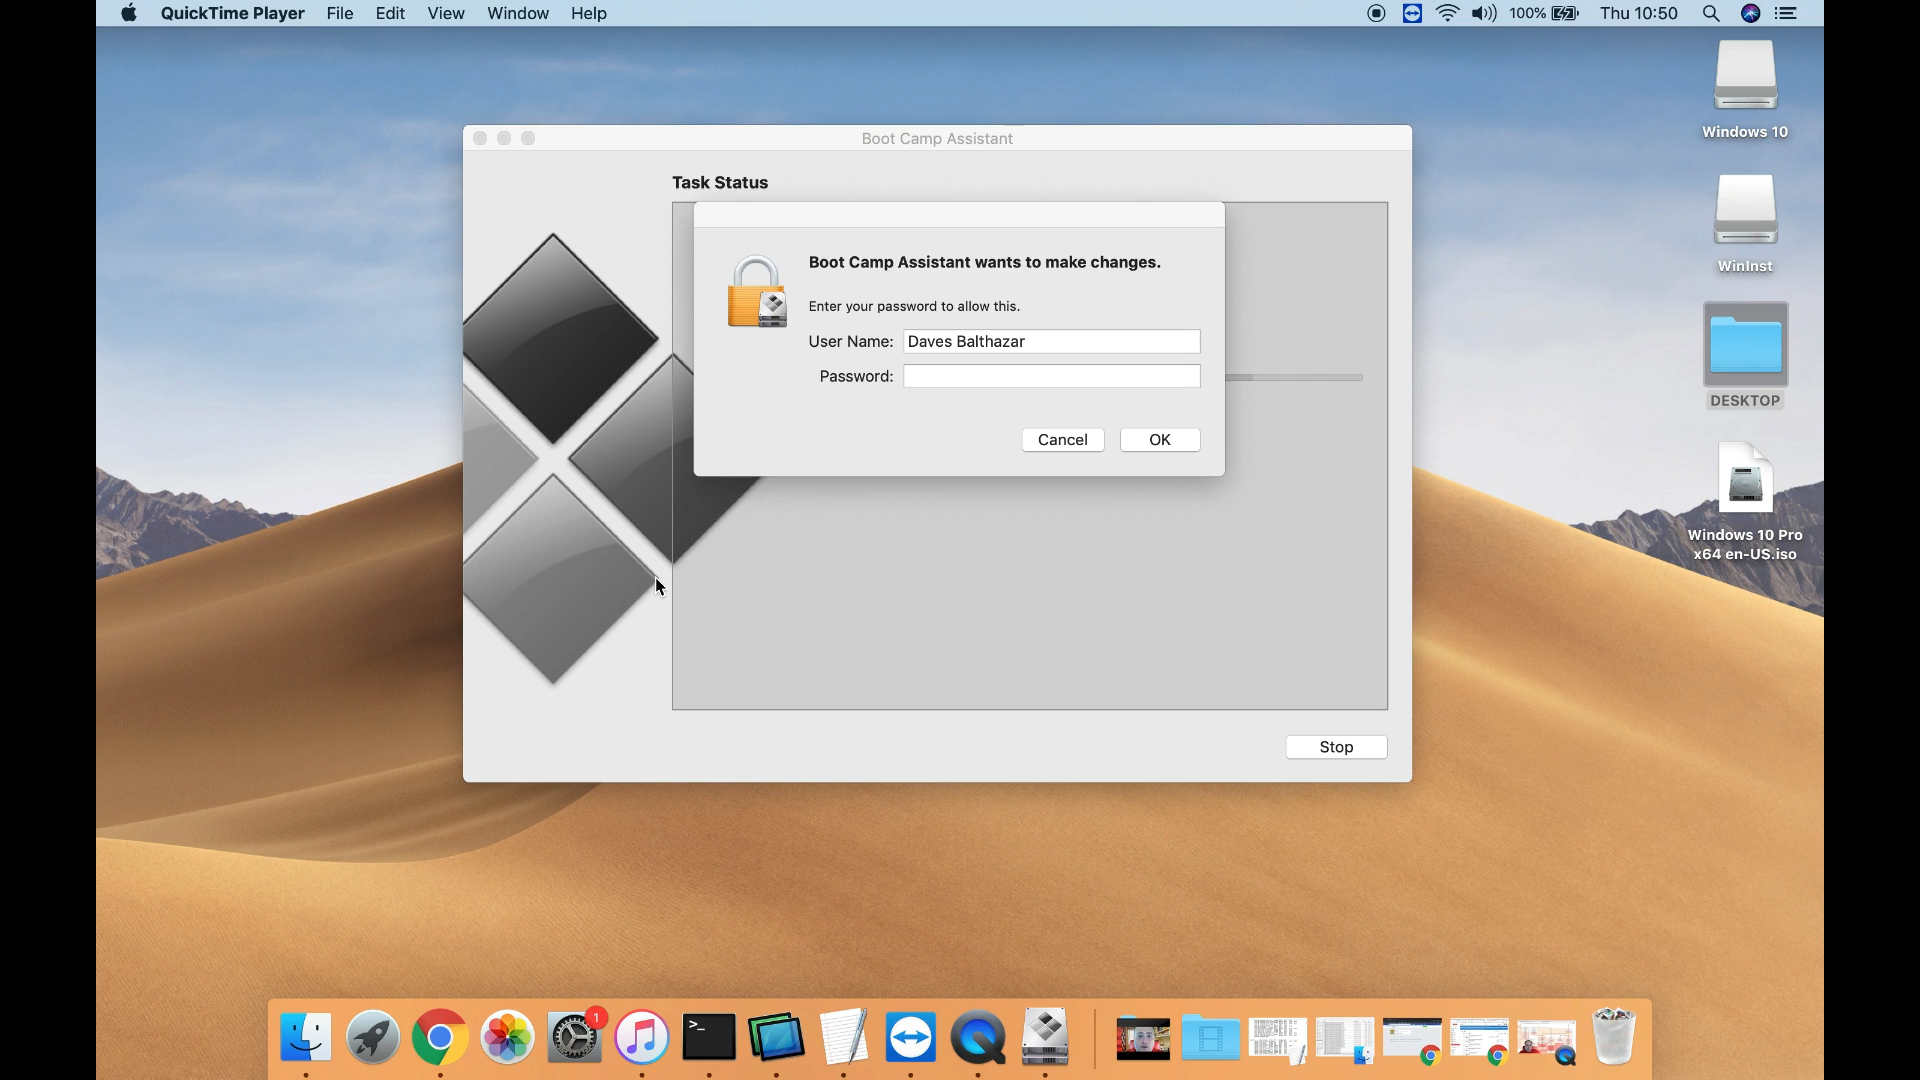 QuickTime Player File Edit View Window Help 100% Thu 10:50
Windows 10
WinInst
DESKTOP
Windows 10 Pro
x64 en-US.iso
Boot Camp Assistant
Task Status
Boot Camp Assistant wants to make changes.
Enter your password to allow this.
User Name: Daves Balthazar
Password:
Cancel OK
Stop
1
>_